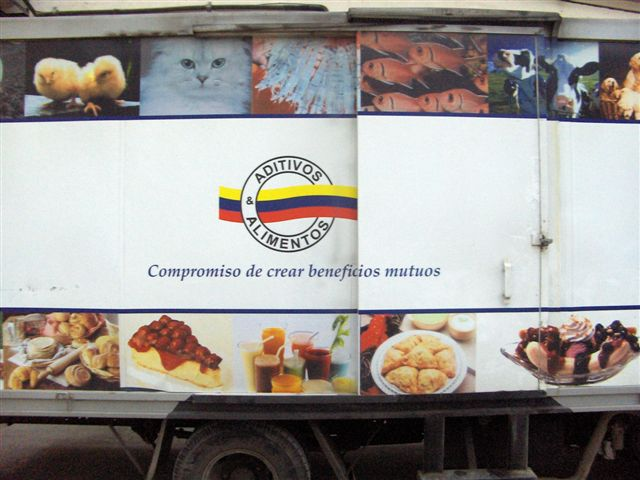 ADITIVOS
&
ALIMENTOS
Compromiso de crear beneficios mutuos